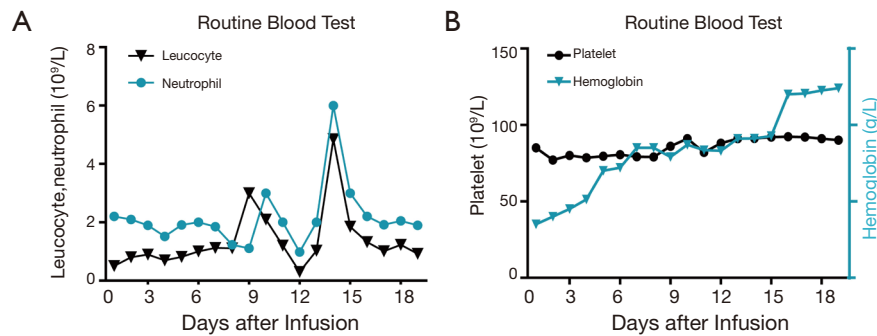 A
Routine Blood Test
Leucocyte,neutrophil (10⁹/L)
8
6
4
2
0
Leucocyte
Neutrophil
0 3 6 9 12 15 18
Days after Infusion
B
Routine Blood Test
Platelet (10⁹/L)
150
100
50
0
Platelet
Hemoglobin
Hemoglobin (g/L)
0 3 6 9 12 15 18
Days after Infusion